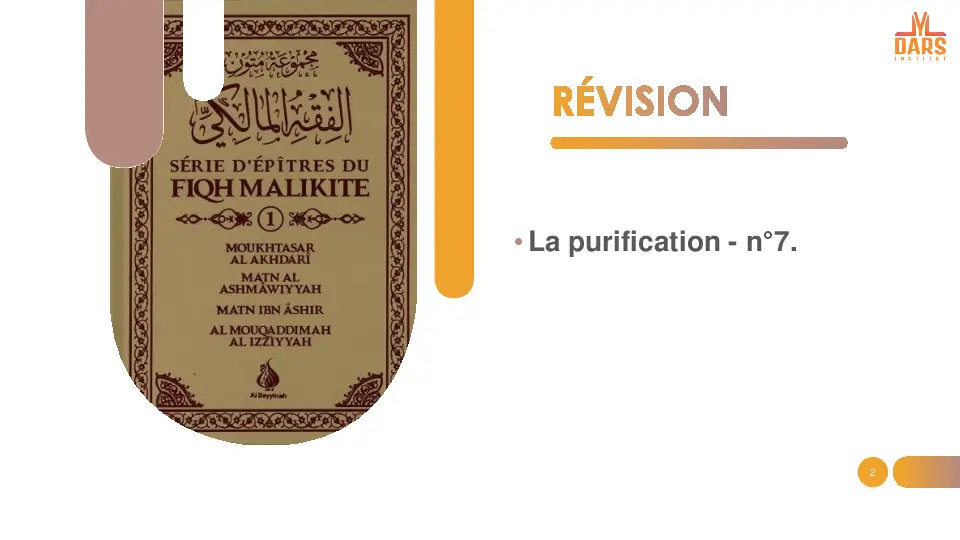 مجموعة متون
الفقه المالكي
SÉRIE D'ÉPÎTRES DU
FIQH MALIKITE
1
MOUKHTASAR
AL AKHDARÎ
MATN AL
ASHMÂWIYYAH
MATN IBN ÂSHIR
AL MOUQADDIMAH
AL IZZIYYAH
Al Bayyinah
DARS
INSTITUT
RÉVISION
• La purification - n°7.
2